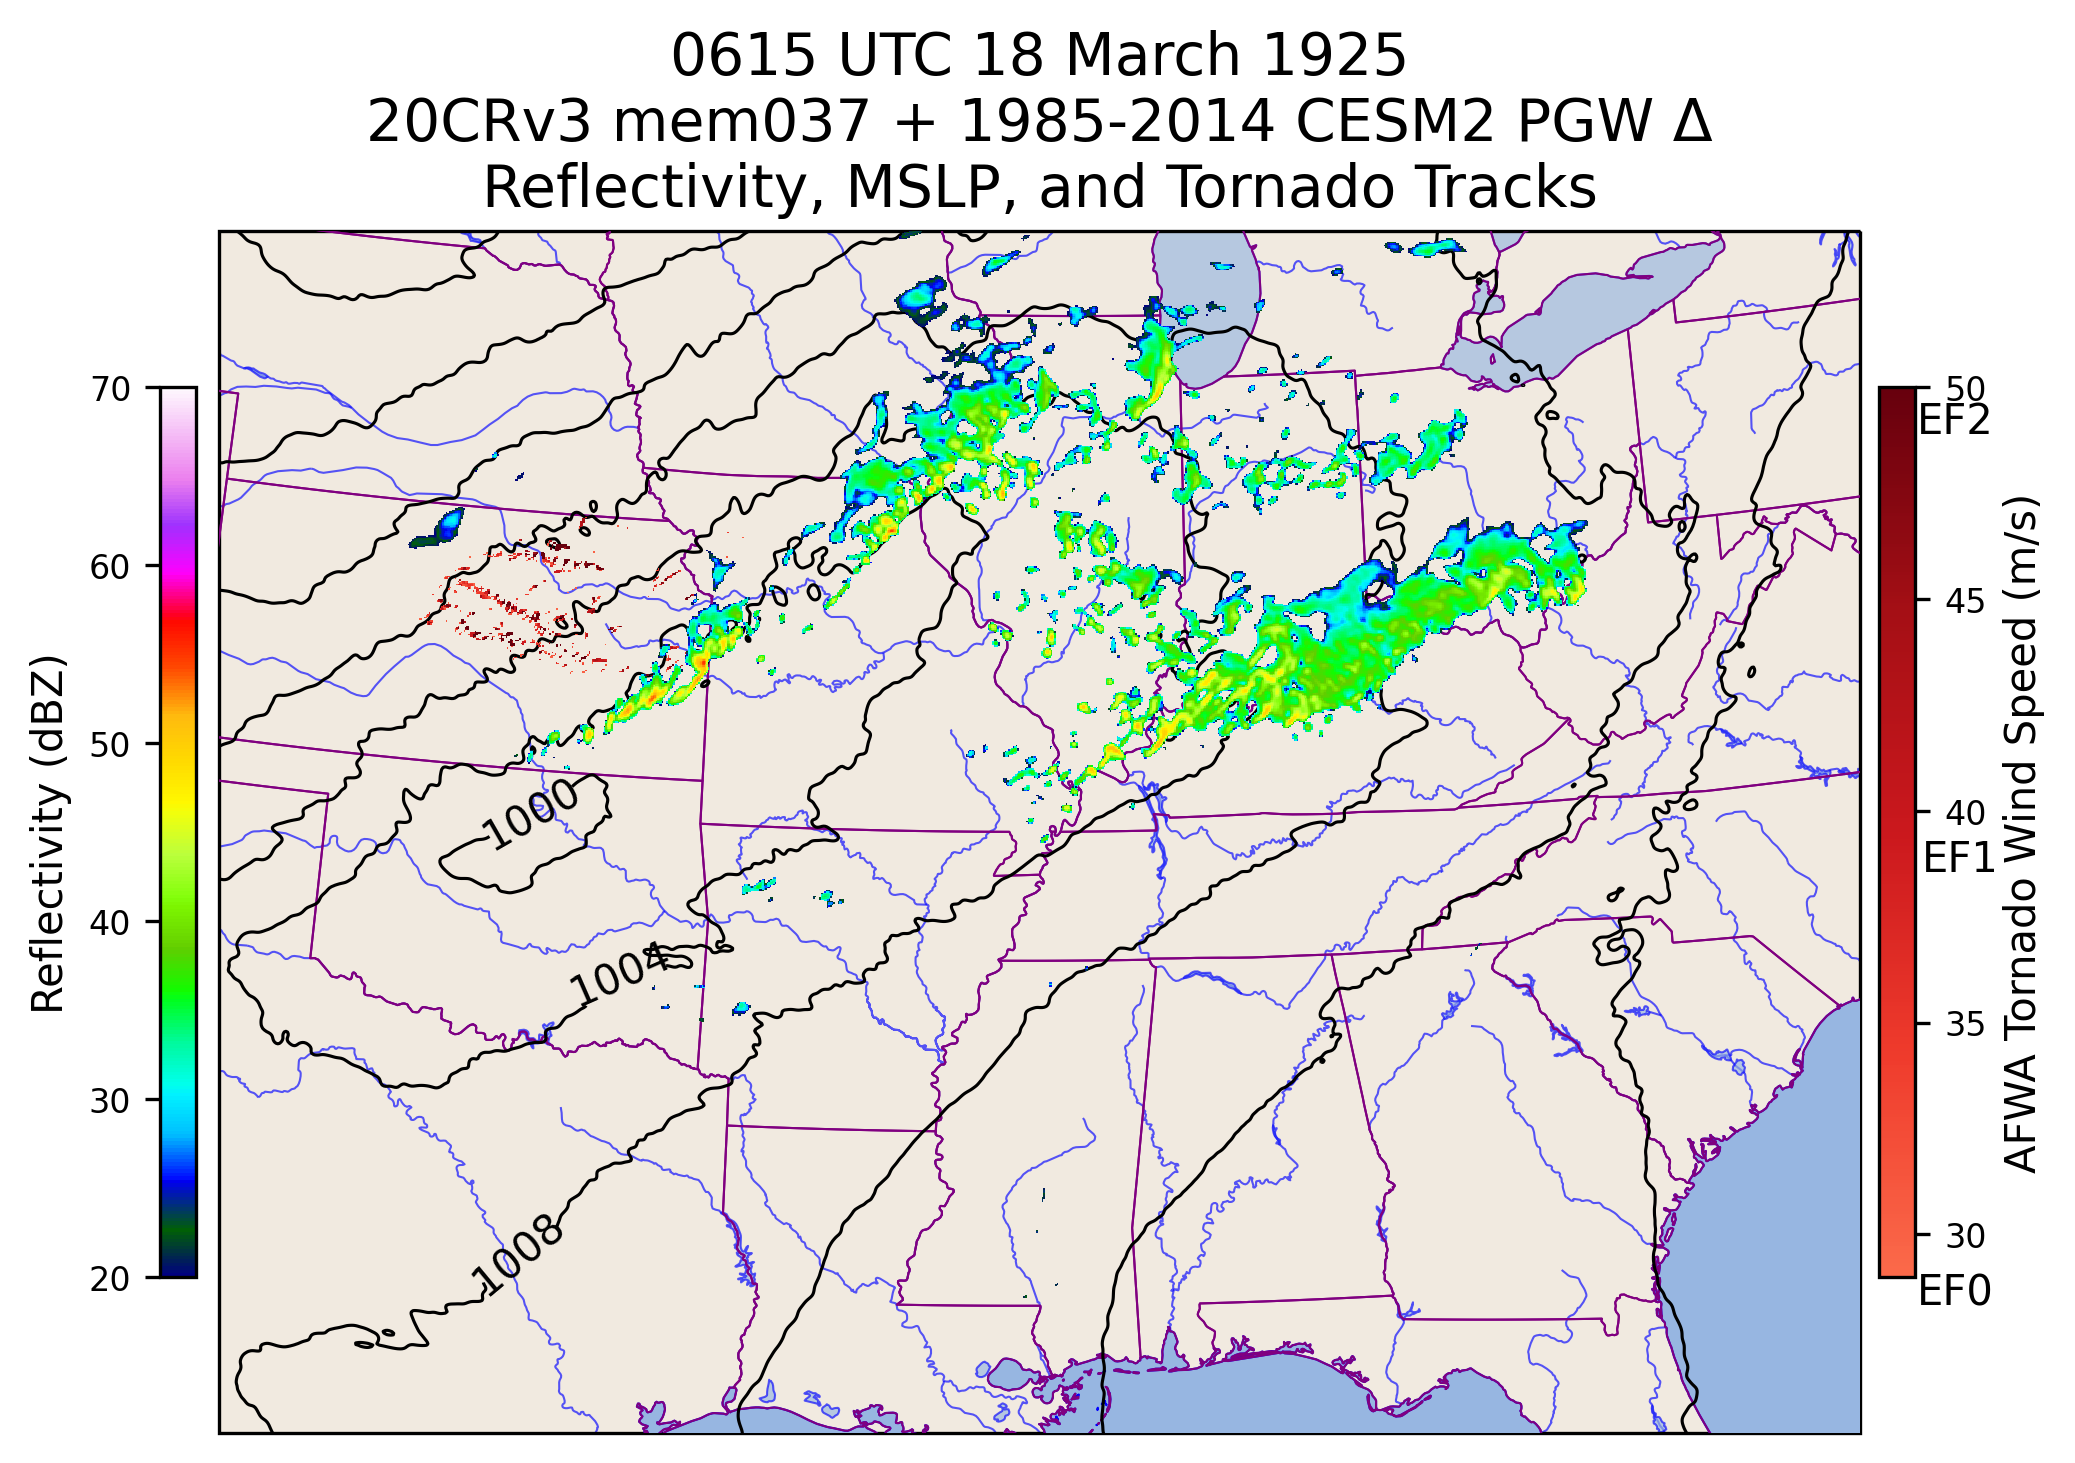 0615 UTC 18 March 1925
20CRv3 mem037 + 1985-2014 CESM2 PGW Δ
Reflectivity, MSLP, and Tornado Tracks
70
60
50
40
30
20
Reflectivity (dBZ)
1000
1004
1008
50
EF2
45
40
EF1
35
30
EF0
AFWA Tornado Wind Speed (m/s)